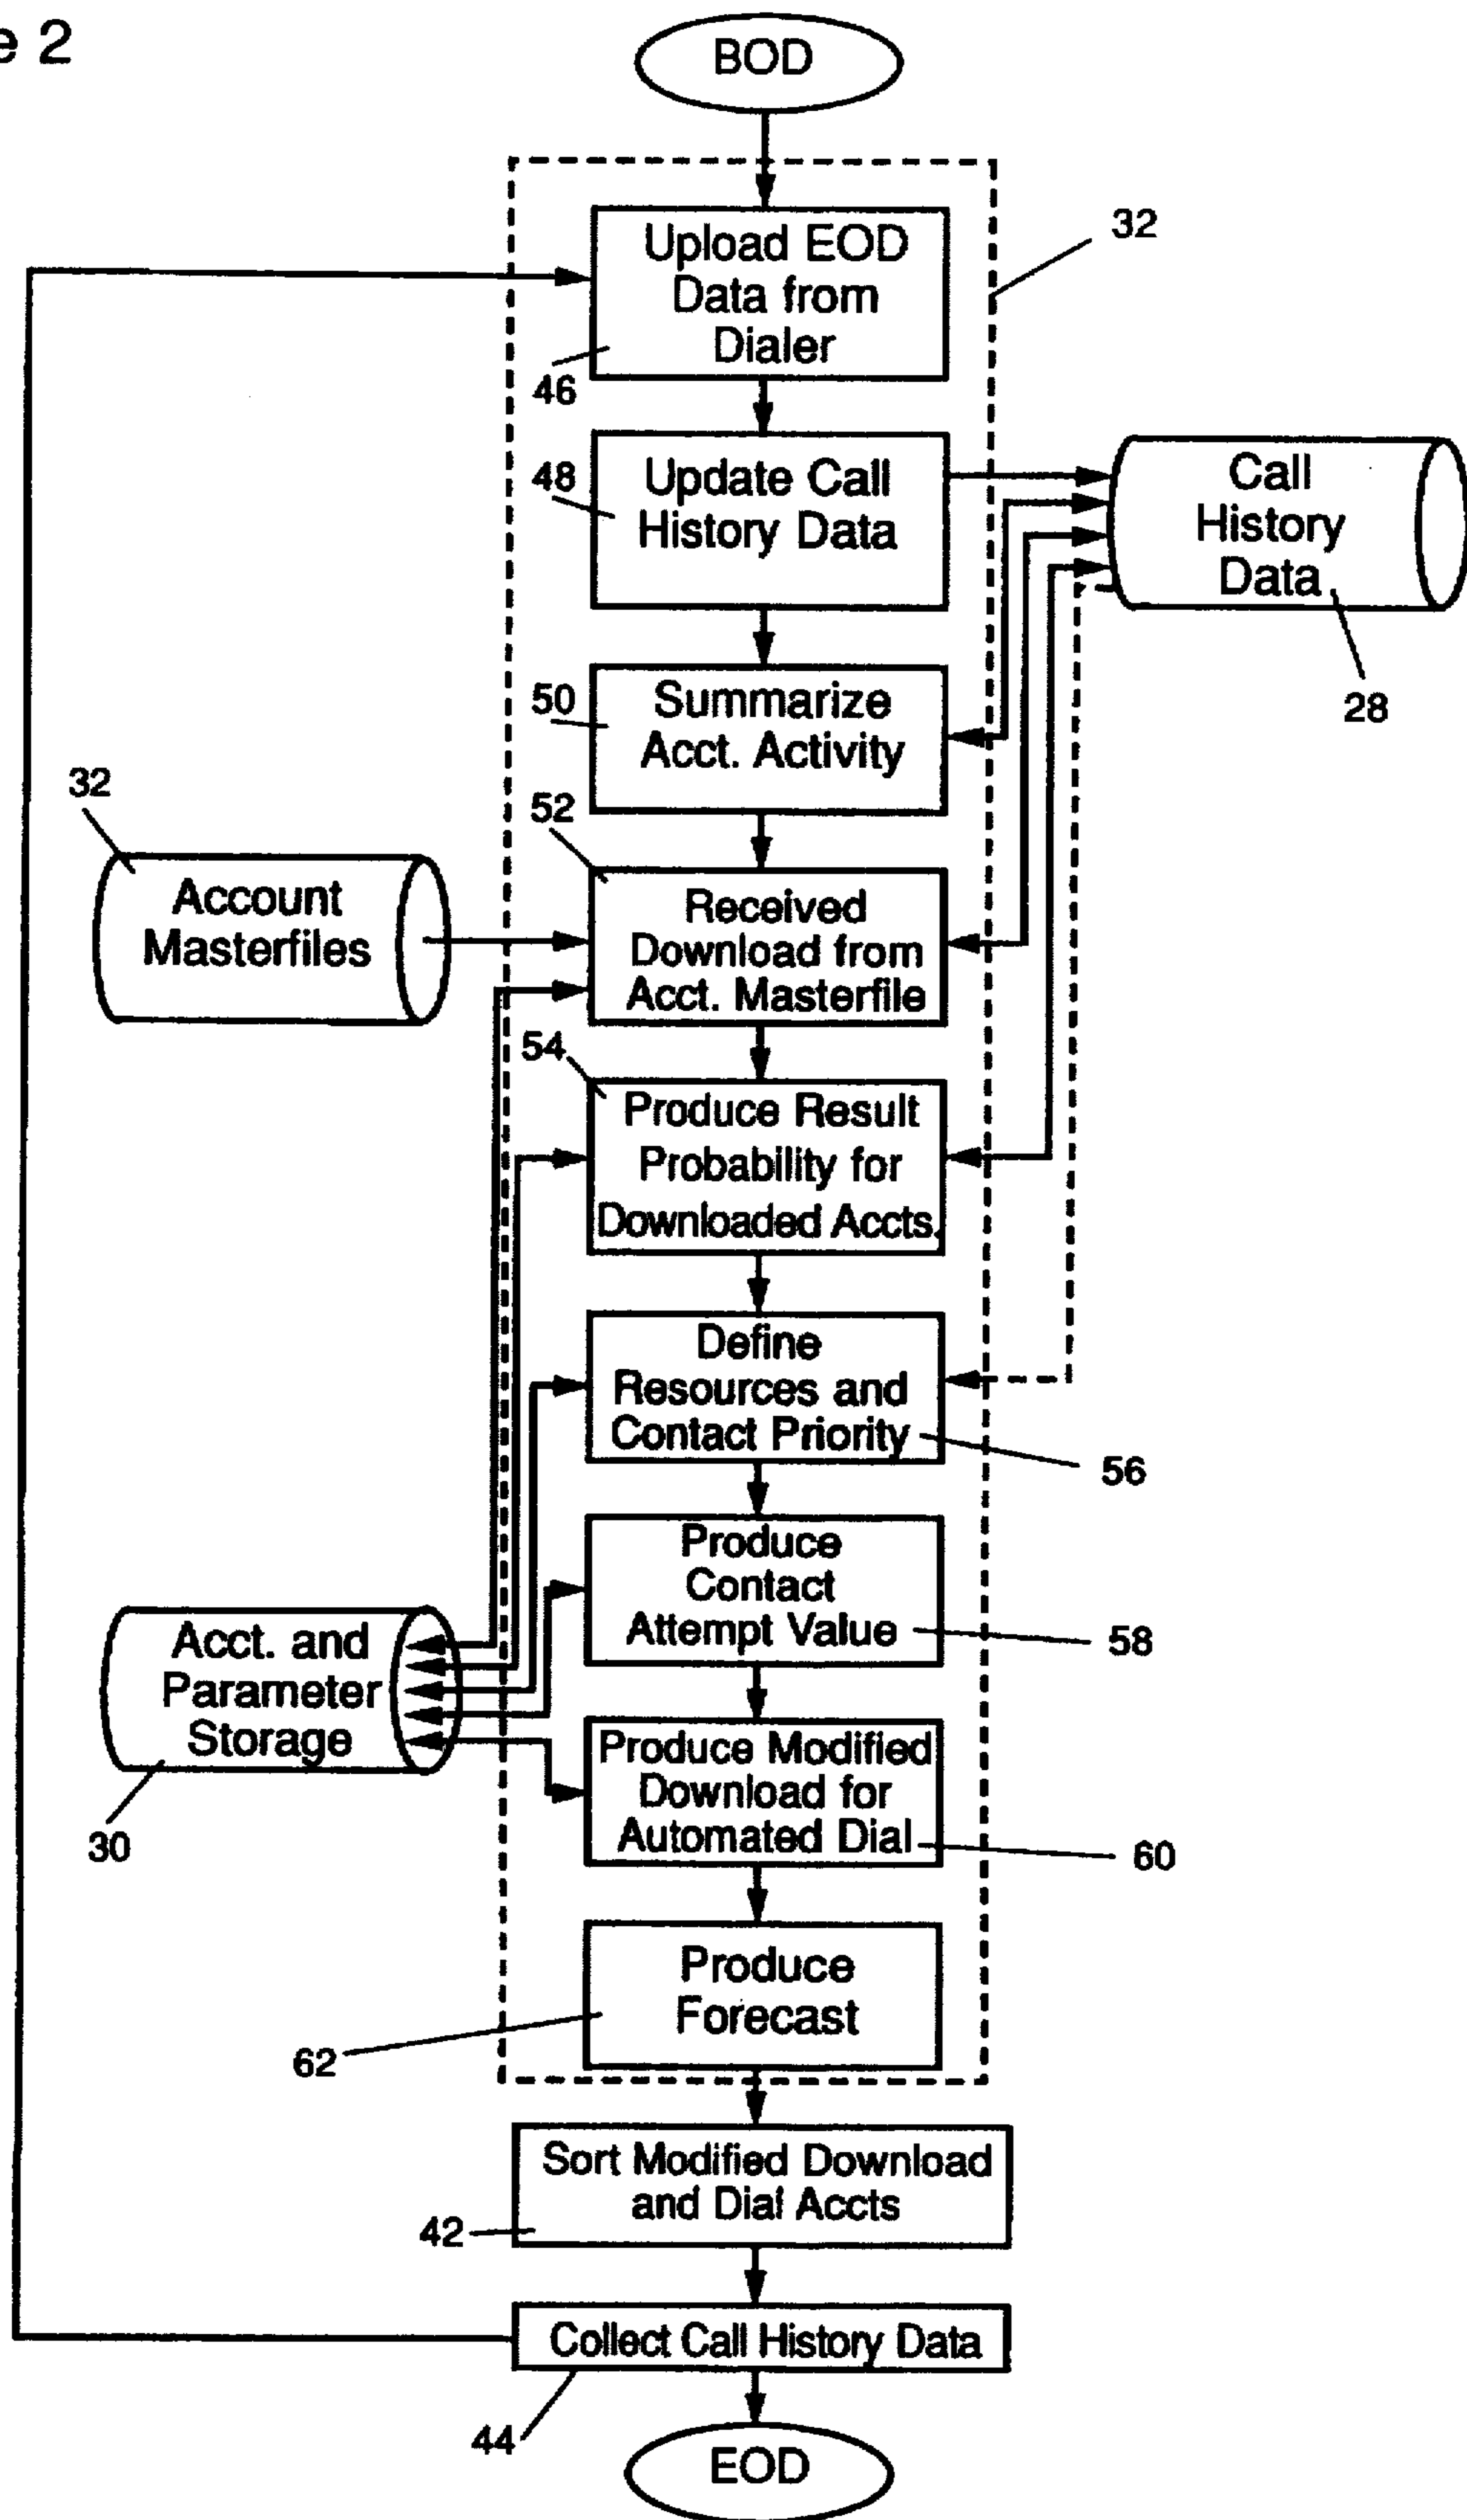 e 2
BOD
32
Upload EOD
Data from
Dialer
46
48
Update Call
History Data
Call
History
Data
28
50
Summarize
Acct. Activity
32
52
Account
Masterfiles
Received
Download from
Acct. Masterfile
54
Produce Result
Probability for
Downloaded Accts.
Define
Resources and
Contact Priority
56
Produce
Contact
Attempt Value
58
Acct. and
Parameter
Storage
30
Produce Modified
Download for
Automated Dial
60
Produce
Forecast
62
Sort Modified Download
and Dial Accts
42
Collect Call History Data
44
EOD